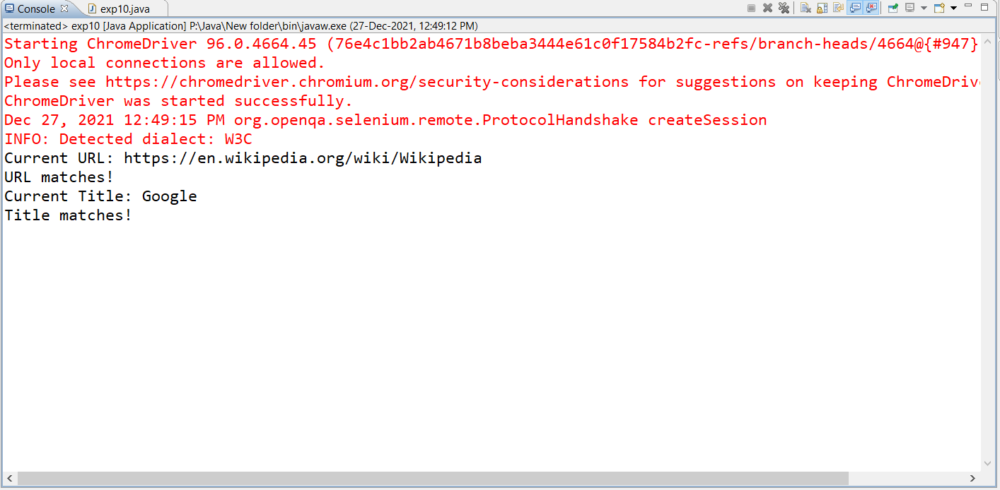 Console exp10.java
<terminated> exp10 [Java Application] P:\Java\New folder\bin\javaw.exe (27-Dec-2021, 12:49:12 PM)
Starting ChromeDriver 96.0.4664.45 (76e4c1bb2ab4671b8beba3444e61c0f17584b2fc-refs/branch-heads/4664@{#947}
Only local connections are allowed.
Please see https://chromedriver.chromium.org/security-considerations for suggestions on keeping ChromeDriv
ChromeDriver was started successfully.
Dec 27, 2021 12:49:15 PM org.openqa.selenium.remote.ProtocolHandshake createSession
INFO: Detected dialect: W3C
Current URL: https://en.wikipedia.org/wiki/Wikipedia
URL matches!
Current Title: Google
Title matches!